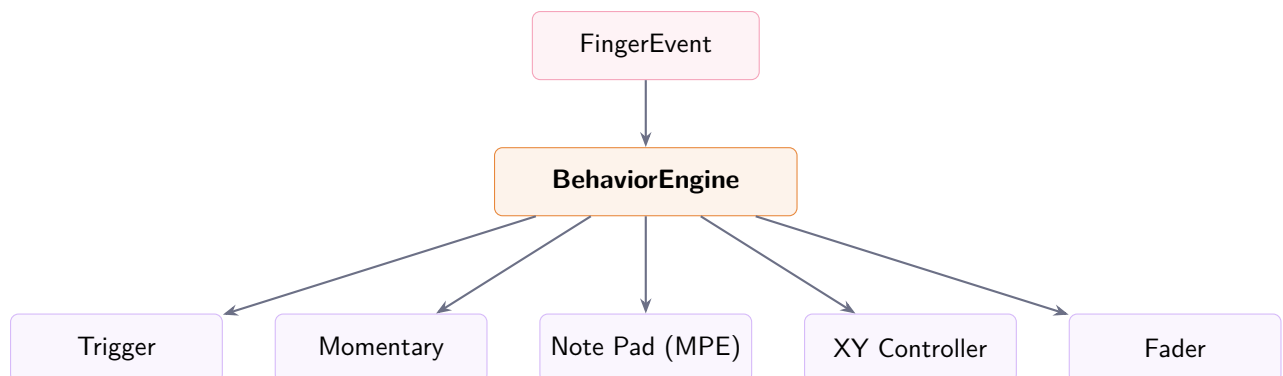 FingerEvent
BehaviorEngine
Trigger
Momentary
Note Pad (MPE)
XY Controller
Fader